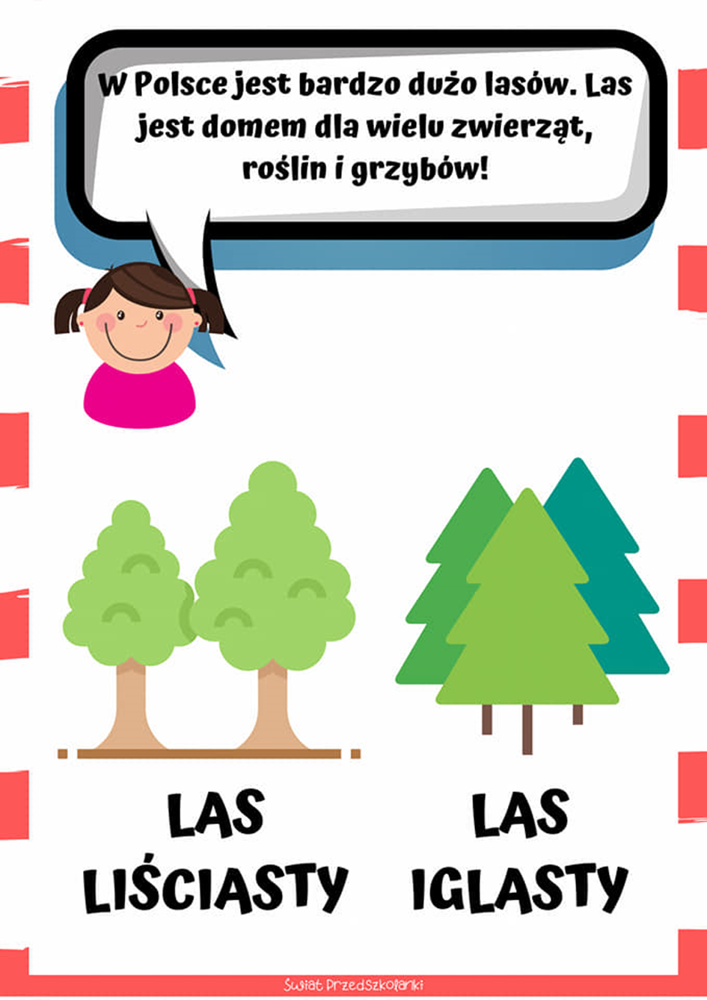 W Polsce jest bardzo dużo lasów. Las
jest domem dla wielu zwierząt,
roślin i grzybów!
LAS
LIŚCIASTY
LAS
IGLASTY
Świat Przedszkolanki